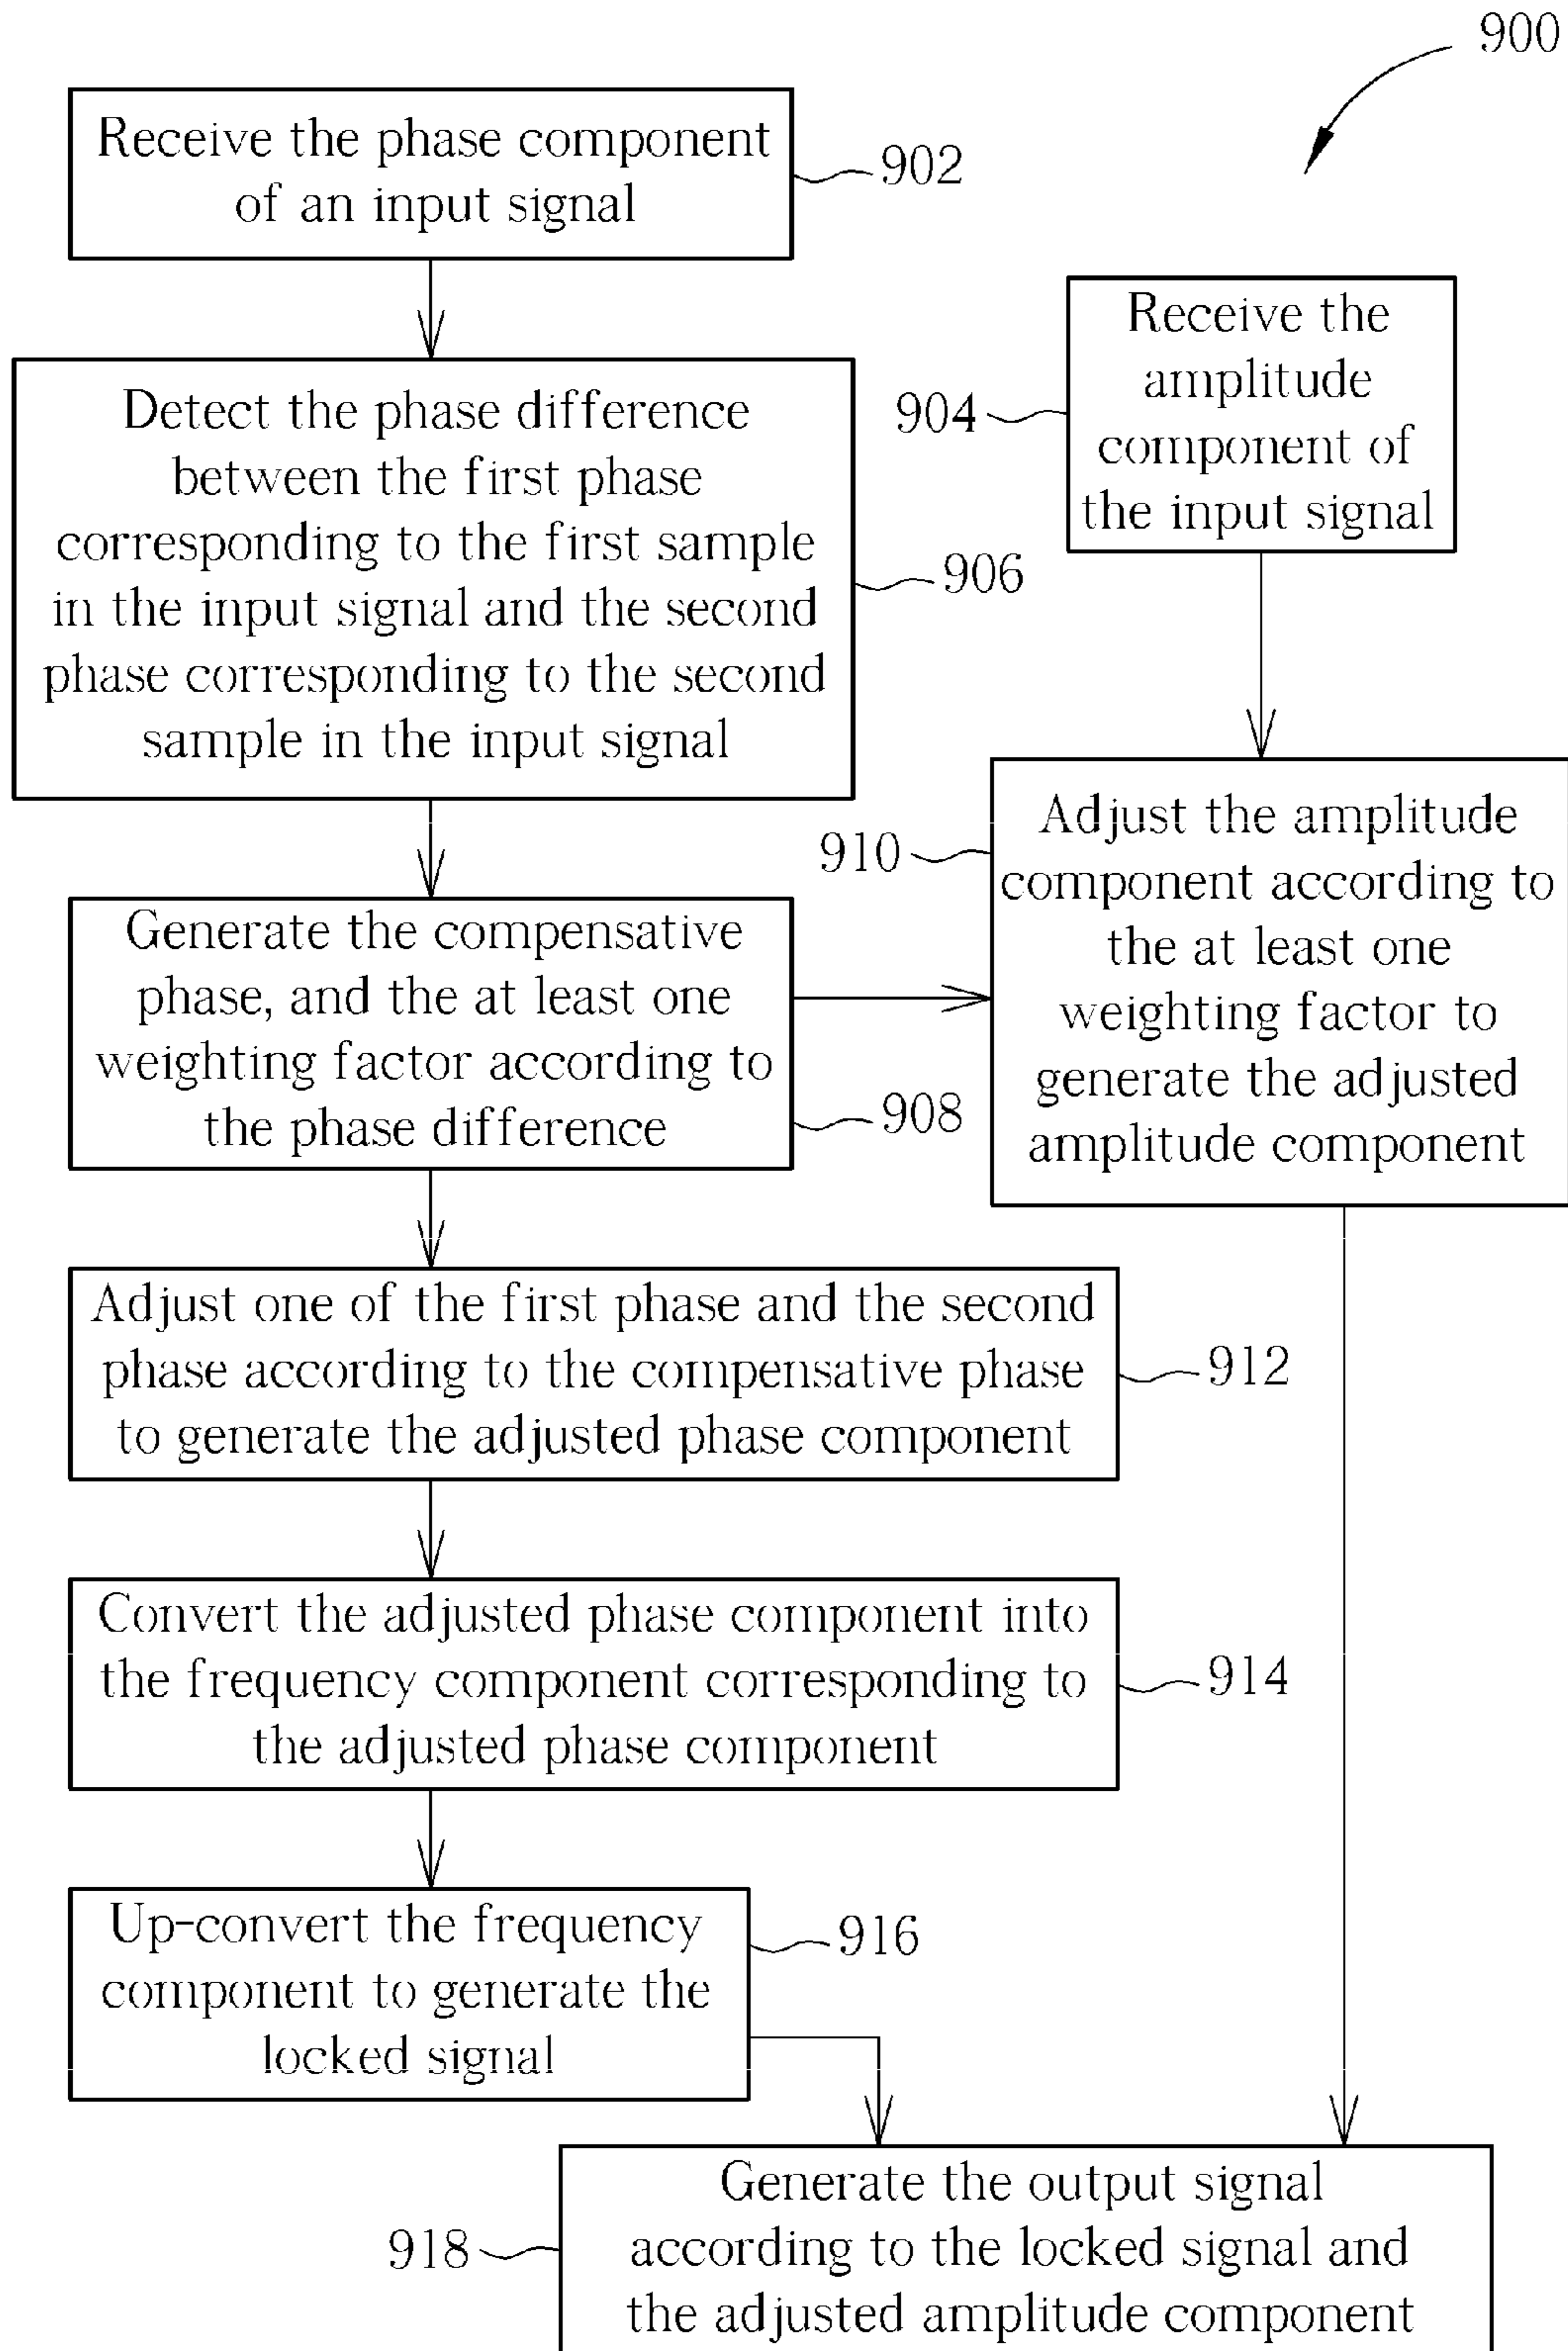 900
Receive the phase component
of an input signal
902
Receive the
amplitude
component of
the input signal
904
Detect the phase difference
between the first phase
corresponding to the first sample
in the input signal and the second
phase corresponding to the second
sample in the input signal
906
Generate the compensative
phase, and the at least one
weighting factor according to
the phase difference
908
910
Adjust the amplitude
component according to
the at least one
weighting factor to
generate the adjusted
amplitude component
Adjust one of the first phase and the second
phase according to the compensative phase
to generate the adjusted phase component
912
Convert the adjusted phase component into
the frequency component corresponding to
the adjusted phase component
914
Up-convert the frequency
component to generate the
locked signal
916
Generate the output signal
according to the locked signal and
the adjusted amplitude component
918